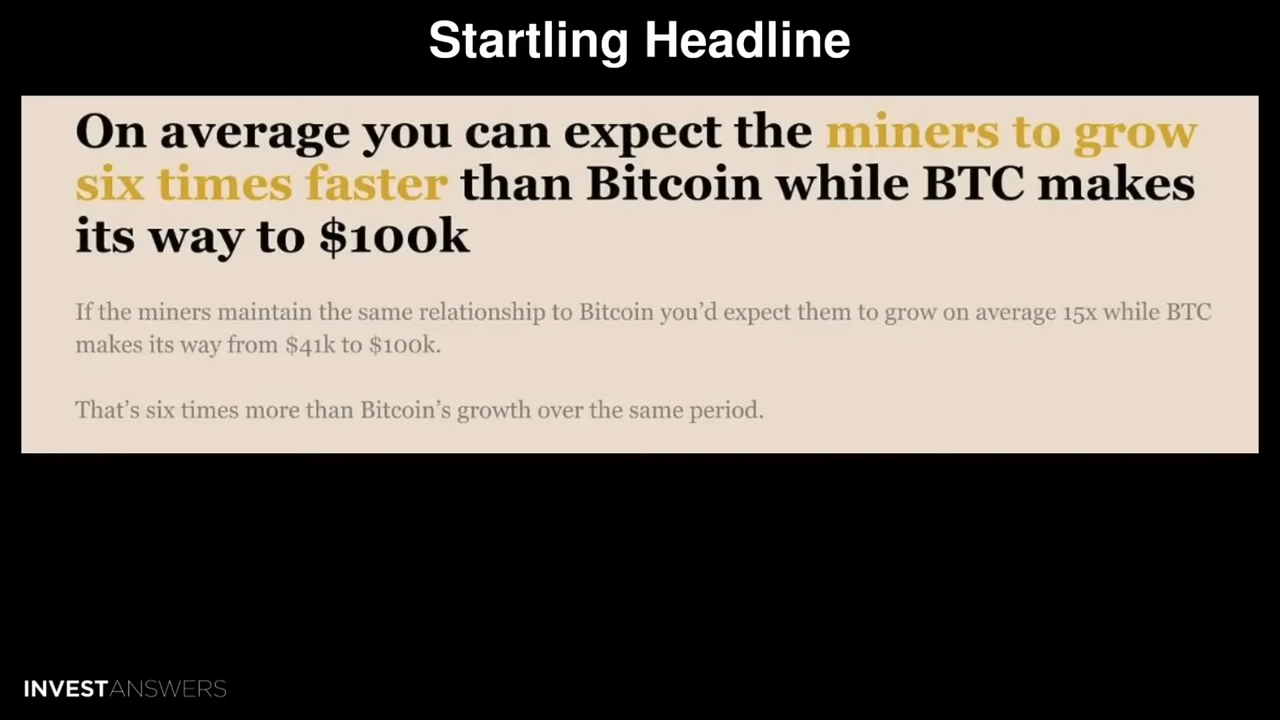 Startling Headline
On average you can expect the miners to grow
six times faster than Bitcoin while BTC makes
its way to $100k
If the miners maintain the same relationship to Bitcoin you’d expect them to grow on average 15x while BTC
makes its way from $41k to $100k.
That’s six times more than Bitcoin’s growth over the same period.
INVESTANSWERS